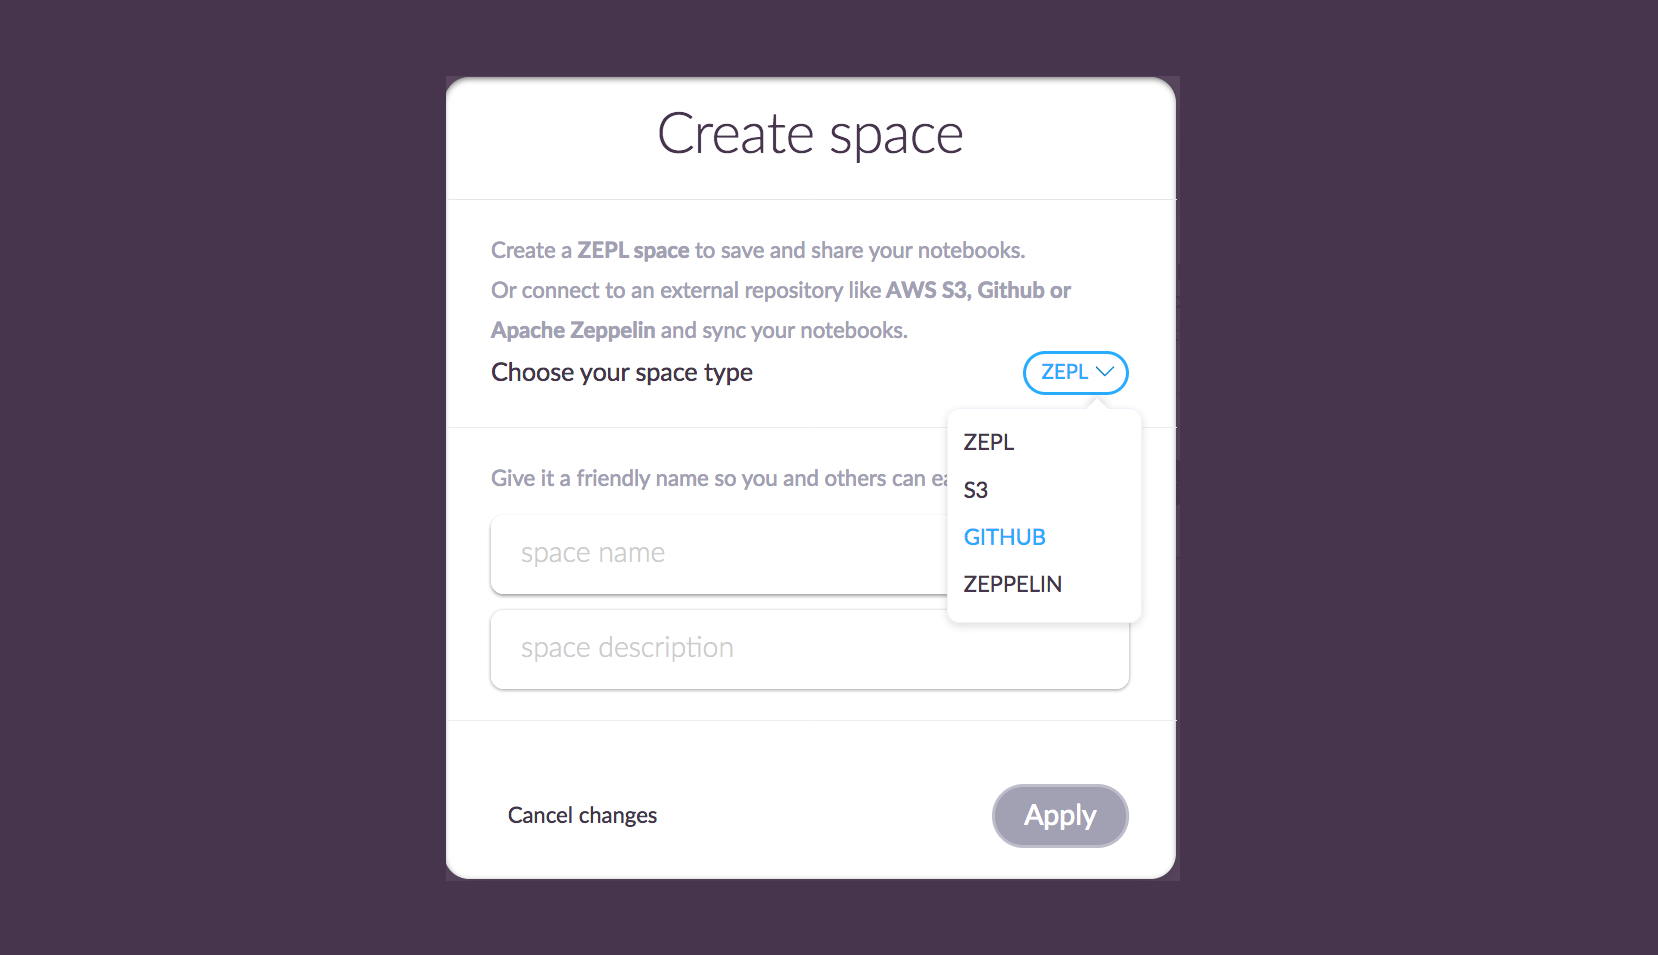 Create space
Create a ZEPL space to save and share your notebooks.
Or connect to an external repository like AWS S3, Github or
Apache Zeppelin and sync your notebooks.
Choose your space type
ZEPL
ZEPL
S3
GITHUB
ZEPPELIN
Give it a friendly name so you and others can
space name
space description
Cancel changes
Apply